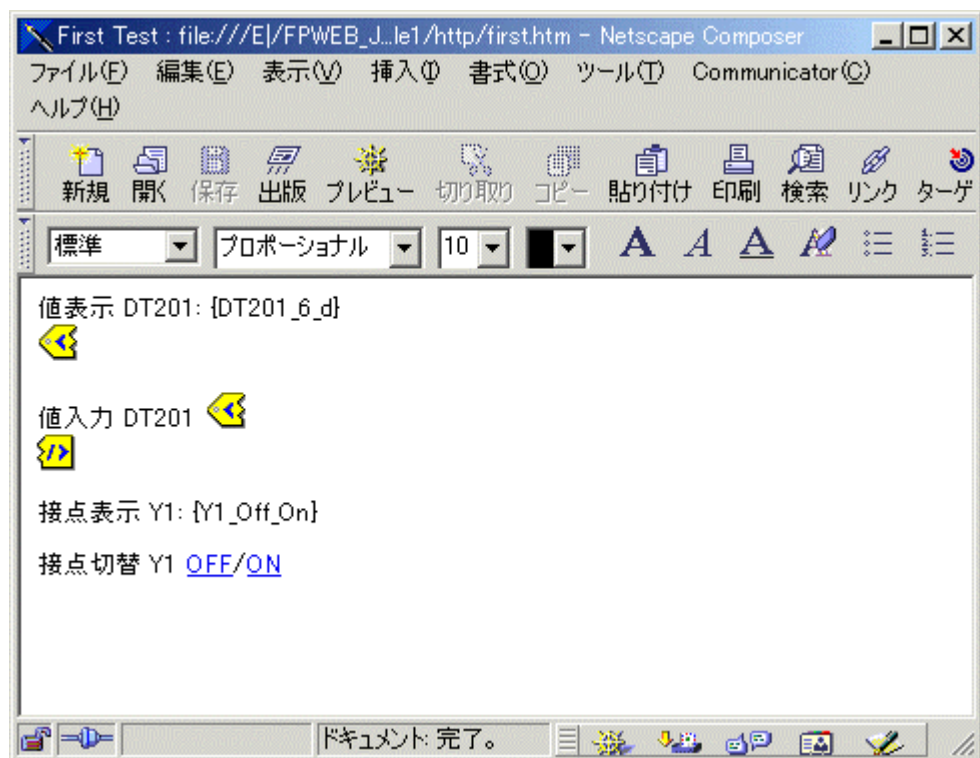 First Test : file:///E|/FPWEB_J...le1/http/first.htm - Netscape Composer
ファイル(F) 編集(E) 表示(V) 挿入(I) 書式(O) ツール(T) Communicator(C)
ヘルプ(H)
新規 開く 保存 出版 プレビュー 切り取り コピー 貼り付け 印刷 検索 リンク ターゲ
標準 プロポーショナル 10 A A A
値表示 DT201: {DT201_6_d}
値入力 DT201
接点表示 Y1: {Y1_Off_On}
接点切替 Y1 OFF/ON
ドキュメント: 完了。